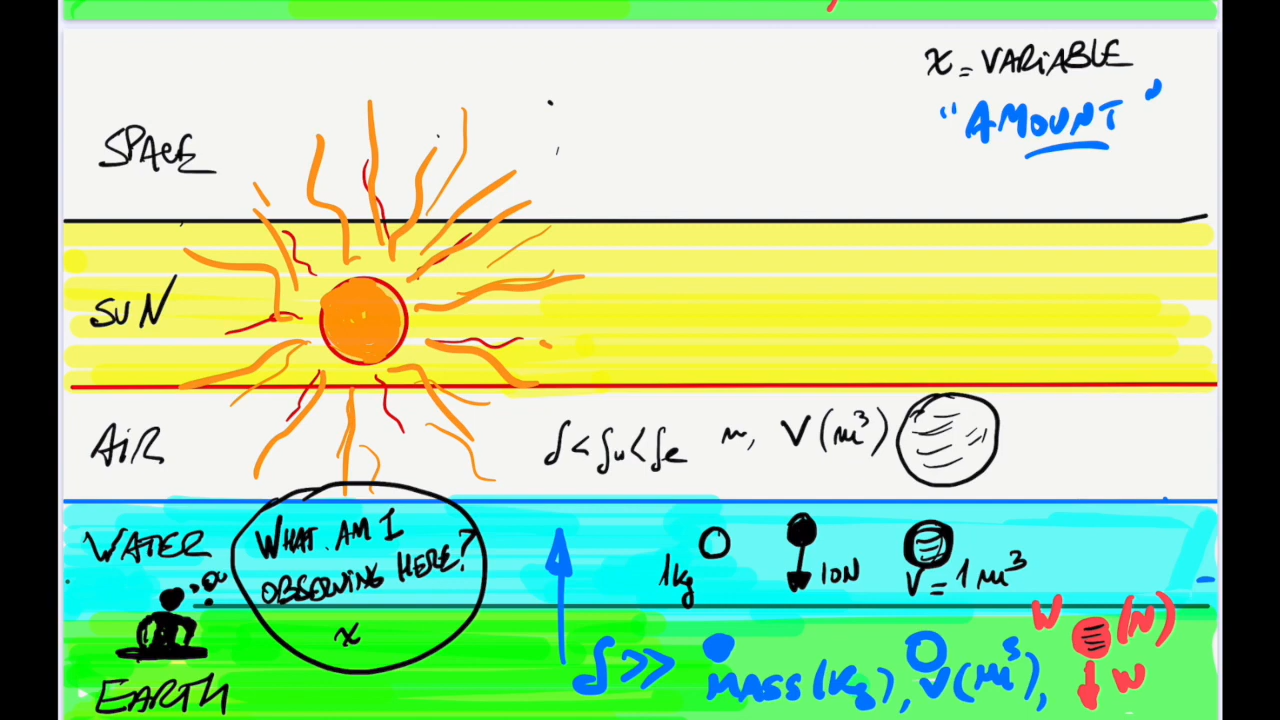 x = VARIABLE
"AMOUNT"
SPACE
SUN
AiR
V (m³)
WATER
WHAT AM I
OBSERVING HERE?
x
1kg
10N
V = 1 m³
EARTH
MASS (Kg), V (m³),
W (N)
W